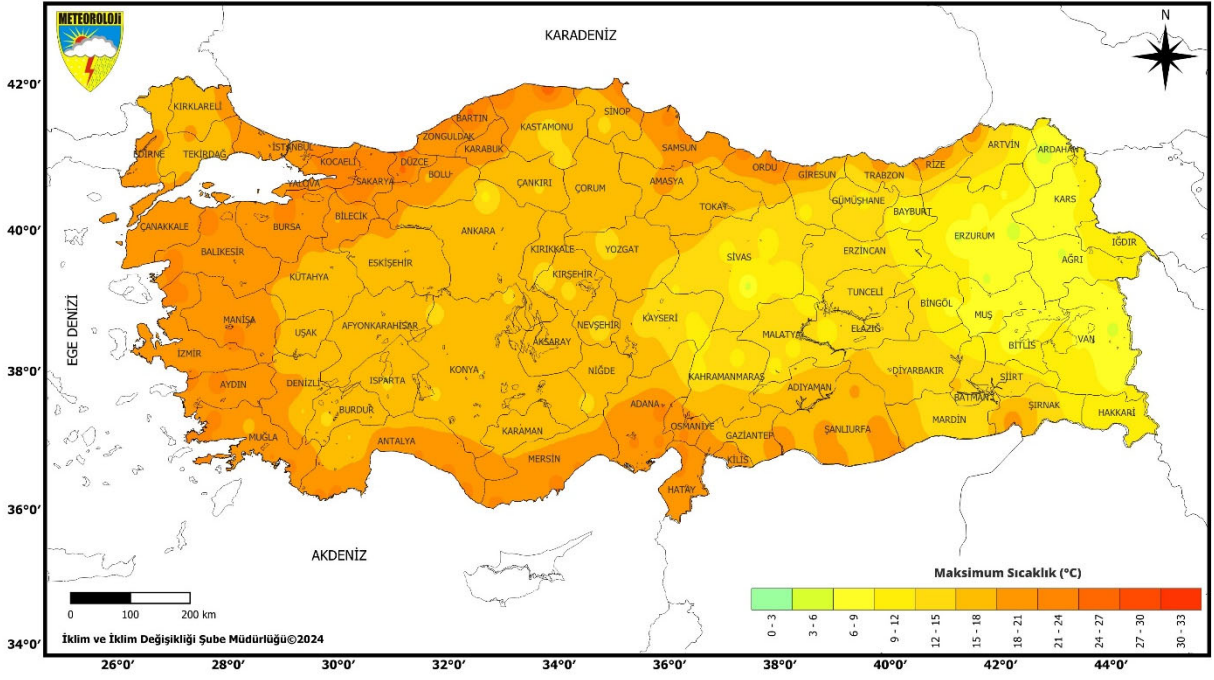 METEOROLOJİ
KARADENİZ
N
42°0'
KIRKLARELİ
EDİRNE
TEKİRDAĞ
İSTANBUL
KOCAELİ
YALOVA
SAKARYA
DÜZCE
BOLU
ZONGULDAK
BARTIN
KARABUK
KASTAMONU
SİNOP
SAMSUN
ORDU
GİRESUN
TRABZON
RİZE
ARTVİN
ARDAHAN
ÇANKIRI
ÇORUM
AMASYA
TOKAT
GÜMÜŞHANE
BAYBURT
KARS
40°0'
ÇANAKKALE
BALIKESİR
BURSA
BİLECİK
ESKİŞEHİR
KÜTAHYA
ANKARA
KIRIKKALE
YOZGAT
KIRŞEHİR
SİVAS
ERZİNCAN
ERZURUM
AĞRI
IĞDIR
EGE DENİZİ
MANİSA
UŞAK
AFYONKARAHİSAR
AKSARAY
NEVŞEHİR
KAYSERİ
MALATYA
TUNCELİ
ELAZIĞ
BİNGÖL
MUŞ
BİTLİS
VAN
38°0'
İZMİR
AYDIN
DENİZLİ
ISPARTA
BURDUR
KONYA
NİĞDE
KAHRAMANMARAŞ
ADIYAMAN
DİYARBAKIR
BATMAN
SİİRT
ŞIRNAK
HAKKARİ
MUĞLA
ANTALYA
KARAMAN
MERSİN
ADANA
OSMANİYE
GAZİANTEP
KİLİS
ŞANLIURFA
MARDİN
HATAY
36°0'
AKDENİZ
Maksimum Sıcaklık (°C)
0 - 3
3 - 6
6 - 9
9 - 12
12 - 15
15 - 18
18 - 21
21 - 24
24 - 27
27 - 30
30 - 33
0 100 200 km
İklim ve İklim Değişikliği Şube Müdürlüğü©2024
34°0'
26°0' 28°0' 30°0' 32°0' 34°0' 36°0' 38°0' 40°0' 42°0' 44°0'